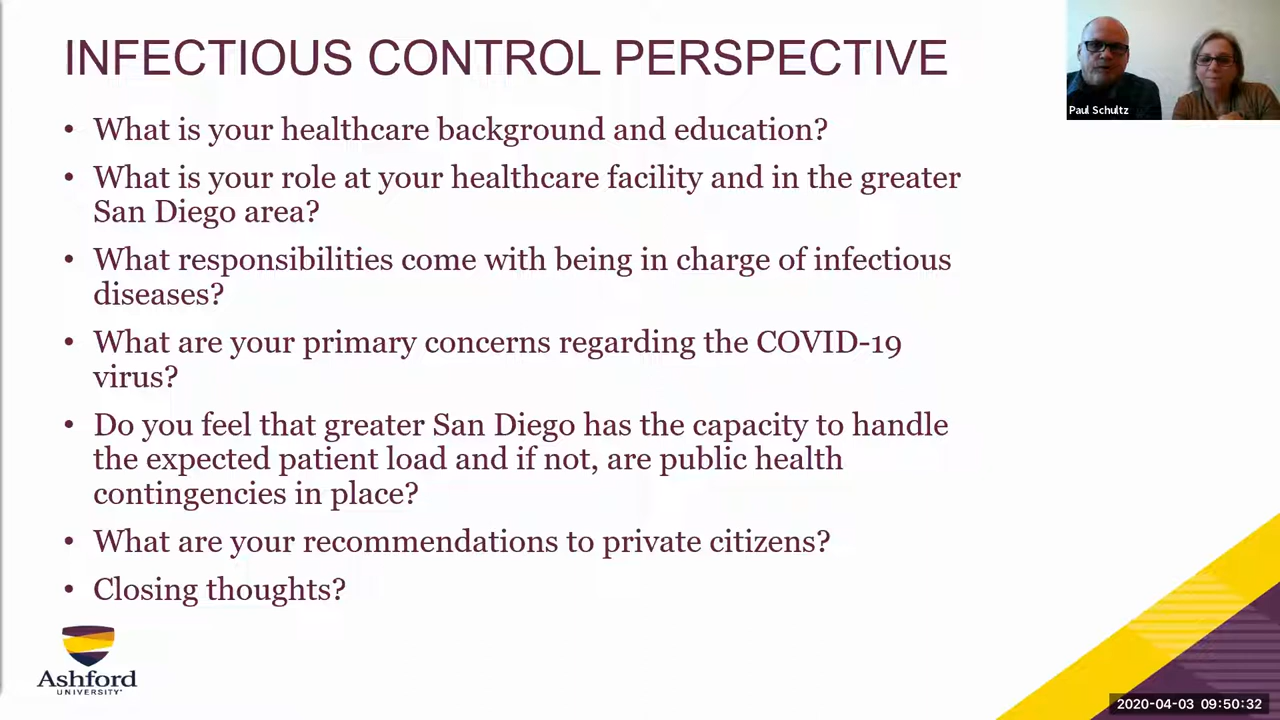 INFECTIOUS CONTROL PERSPECTIVE
Paul Schultz
• What is your healthcare background and education?
• What is your role at your healthcare facility and in the greater
San Diego area?
• What responsibilities come with being in charge of infectious
diseases?
• What are your primary concerns regarding the COVID-19
virus?
• Do you feel that greater San Diego has the capacity to handle
the expected patient load and if not, are public health
contingencies in place?
• What are your recommendations to private citizens?
• Closing thoughts?
Ashford
UNIVERSITY
2020-04-03 09:50:32